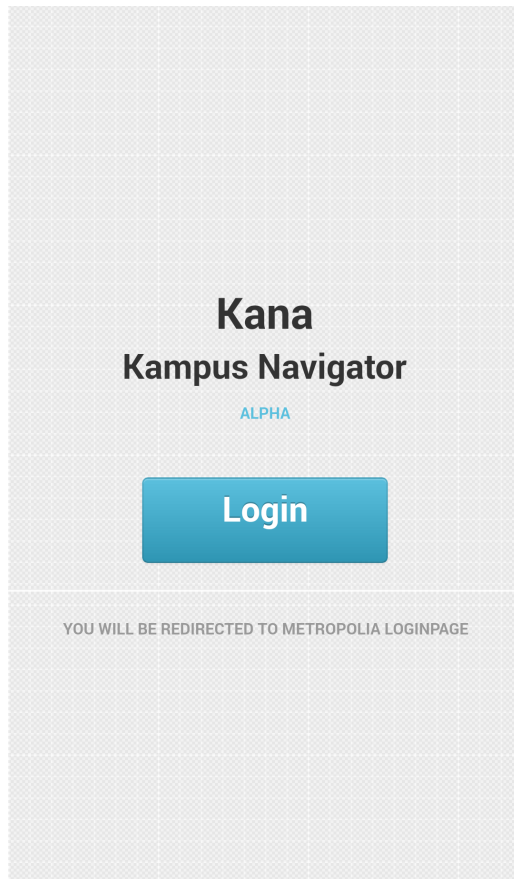 Kana
Kampus Navigator
ALPHA
Login
YOU WILL BE REDIRECTED TO METROPOLIA LOGINPAGE